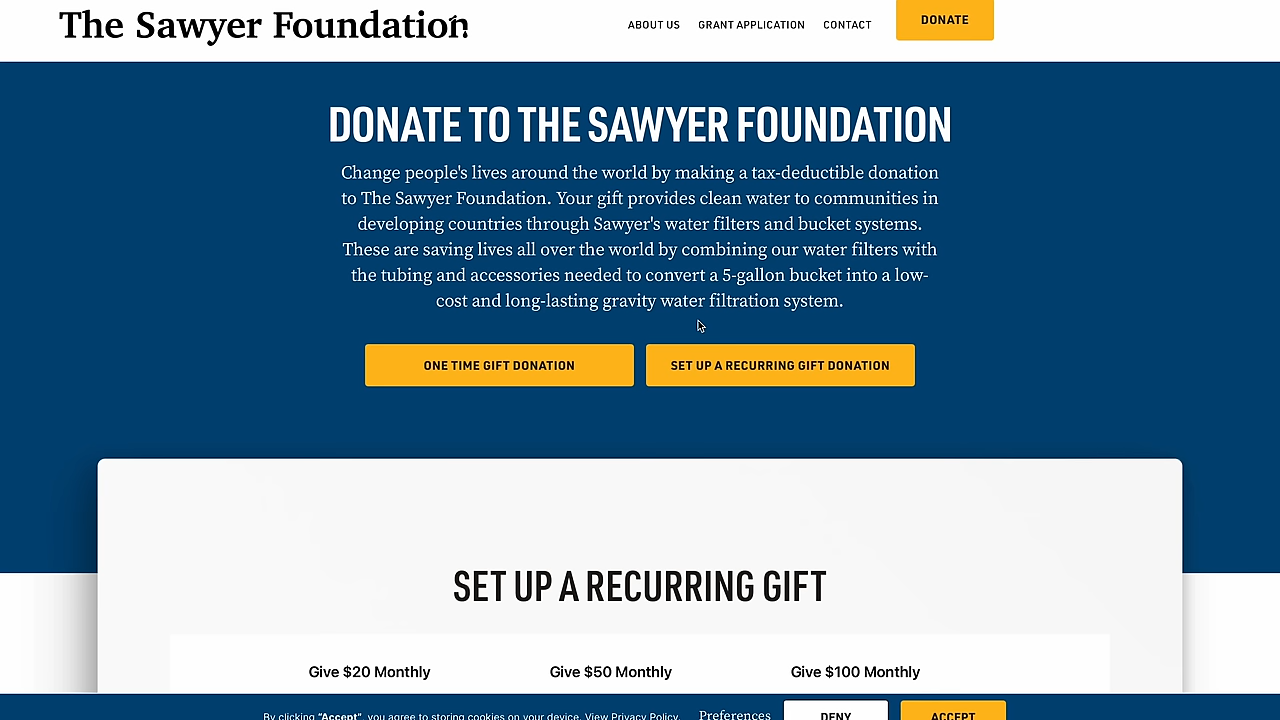 The Sawyer Foundation
ABOUT US GRANT APPLICATION CONTACT DONATE
DONATE TO THE SAWYER FOUNDATION
Change people's lives around the world by making a tax-deductible donation
to The Sawyer Foundation. Your gift provides clean water to communities in
developing countries through Sawyer's water filters and bucket systems.
These are saving lives all over the world by combining our water filters with
the tubing and accessories needed to convert a 5-gallon bucket into a low-
cost and long-lasting gravity water filtration system.
ONE TIME GIFT DONATION SET UP A RECURRING GIFT DONATION
SET UP A RECURRING GIFT
Give $20 Monthly Give $50 Monthly Give $100 Monthly
By clicking “Accept”, you agree to storing cookies on your device. View Privacy Policy. Preferences DENY ACCEPT